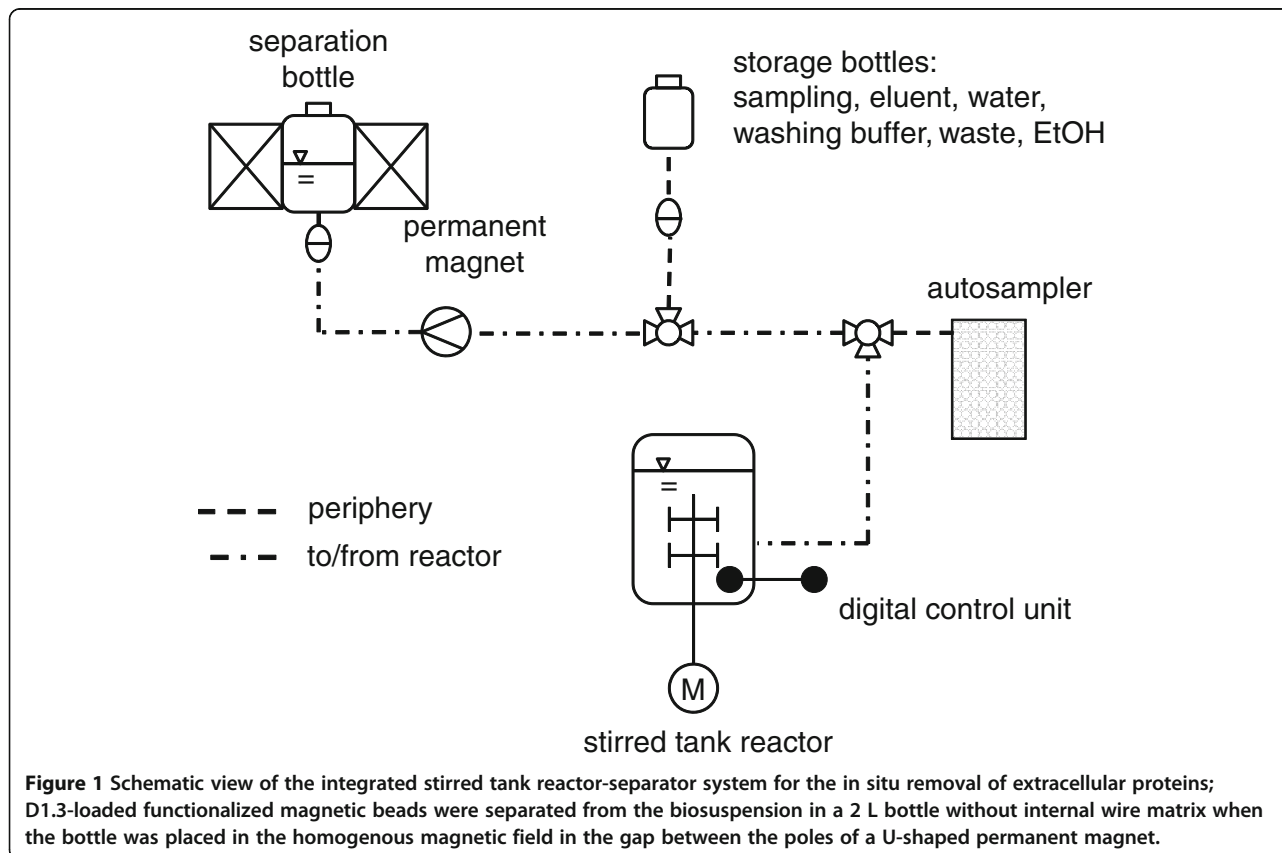 separation
bottle
storage bottles:
sampling, eluent, water,
washing buffer, waste, EtOH
permanent
magnet
autosampler
periphery
to/from reactor
digital control unit
M
stirred tank reactor
Figure 1 Schematic view of the integrated stirred tank reactor-separator system for the in situ removal of extracellular proteins;
D1.3-loaded functionalized magnetic beads were separated from the biosuspension in a 2 L bottle without internal wire matrix when
the bottle was placed in the homogenous magnetic field in the gap between the poles of a U-shaped permanent magnet.